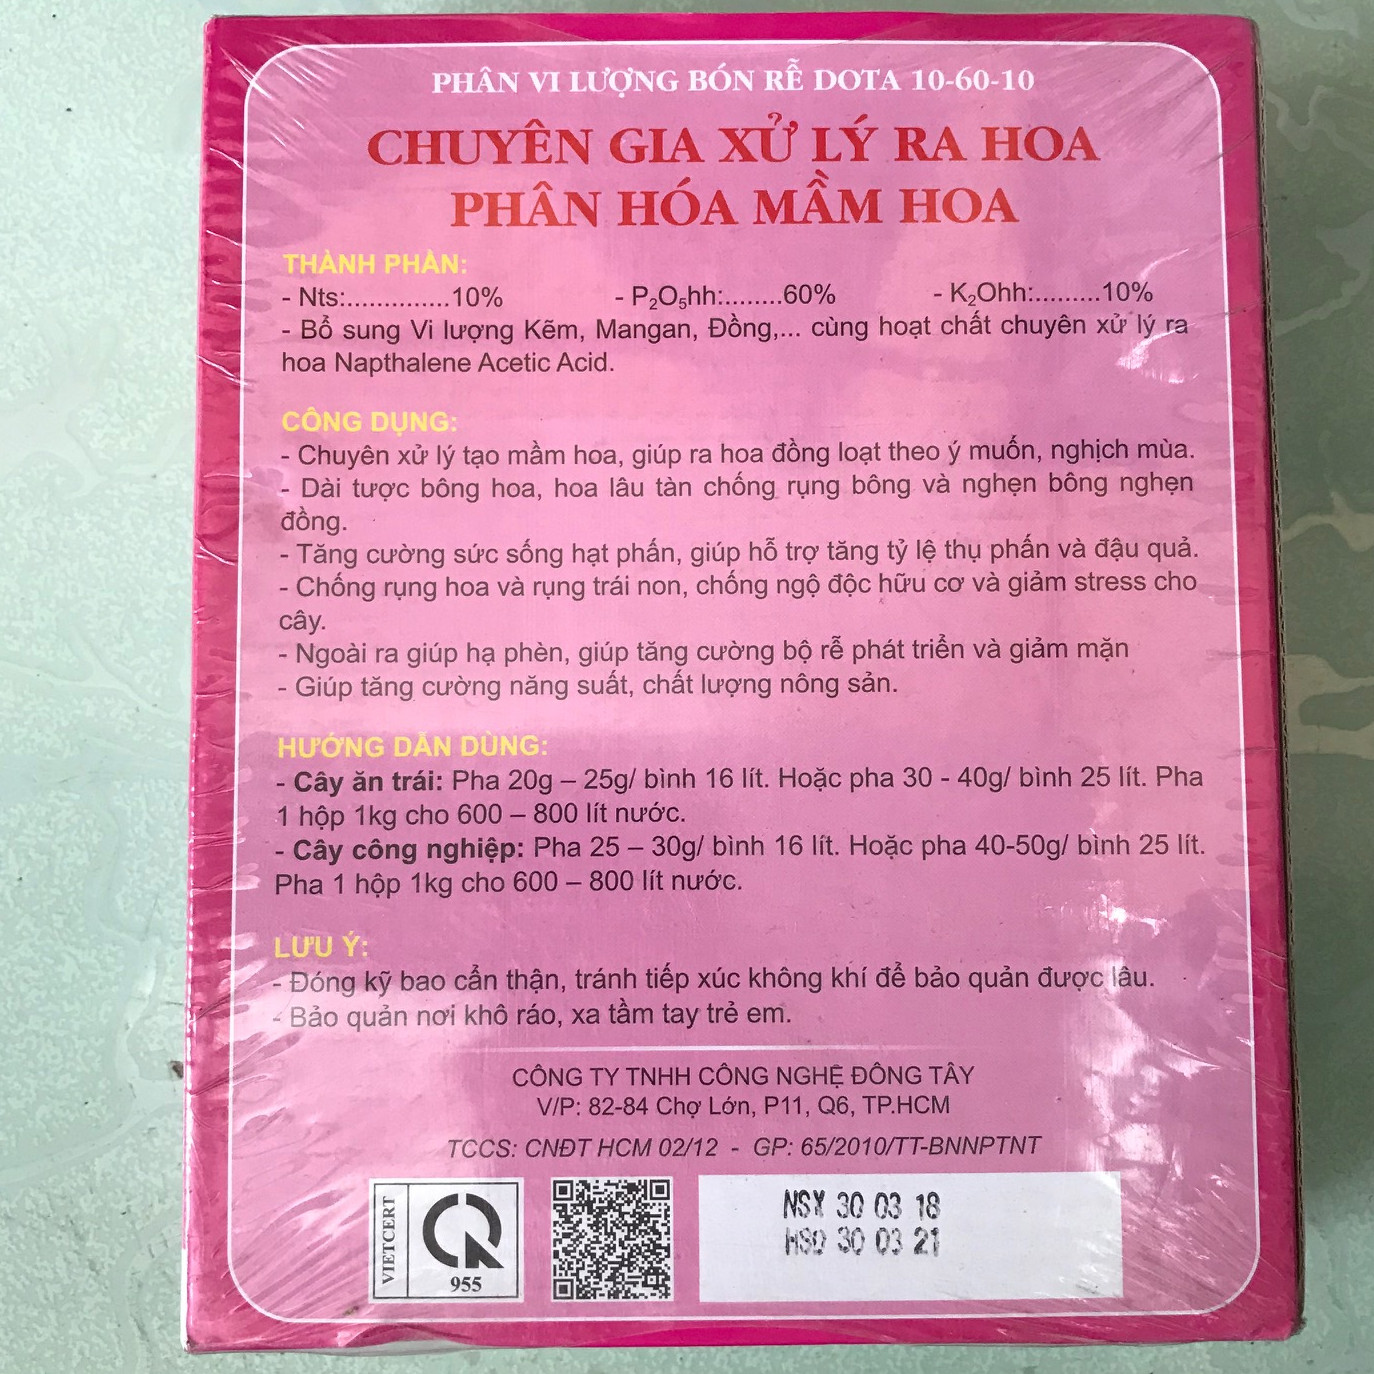 PHÂN VI LƯỢNG BÓN RỄ DOTA 10-60-10
CHUYÊN GIA XỬ LÝ RA HOA
PHÂN HÓA MẦM HOA
THÀNH PHẦN:
- Nts:..............10% - P₂O₅hh:........60% - K₂Ohh:.........10%
- Bổ sung Vi lượng Kẽm, Mangan, Đồng,... cùng hoạt chất chuyên xử lý ra
hoa Napthalene Acetic Acid.
CÔNG DỤNG:
- Chuyên xử lý tạo mầm hoa, giúp ra hoa đồng loạt theo ý muốn, nghịch mùa.
- Dài tược bông hoa, hoa lâu tàn chống rụng bông và nghẹn bông nghẹn
đồng.
- Tăng cường sức sống hạt phấn, giúp hỗ trợ tăng tỷ lệ thụ phấn và đậu quả.
- Chống rụng hoa và rụng trái non, chống ngộ độc hữu cơ và giảm stress cho
cây.
- Ngoài ra giúp hạ phèn, giúp tăng cường bộ rễ phát triển và giảm mặn
- Giúp tăng cường năng suất, chất lượng nông sản.
HƯỚNG DẪN DÙNG:
- Cây ăn trái: Pha 20g – 25g/ bình 16 lít. Hoặc pha 30 - 40g/ bình 25 lít. Pha
1 hộp 1kg cho 600 – 800 lít nước.
- Cây công nghiệp: Pha 25 – 30g/ bình 16 lít. Hoặc pha 40-50g/ bình 25 lít.
Pha 1 hộp 1kg cho 600 – 800 lít nước.
LƯU Ý:
- Đóng kỹ bao cẩn thận, tránh tiếp xúc không khí để bảo quản được lâu.
- Bảo quản nơi khô ráo, xa tầm tay trẻ em.
CÔNG TY TNHH CÔNG NGHỆ ĐÔNG TÂY
V/P: 82-84 Chợ Lớn, P11, Q6, TP.HCM
TCCS: CNĐT HCM 02/12 - GP: 65/2010/TT-BNNPTNT
VIETCERT
955
NSX 30 03 18
HSD 30 03 21